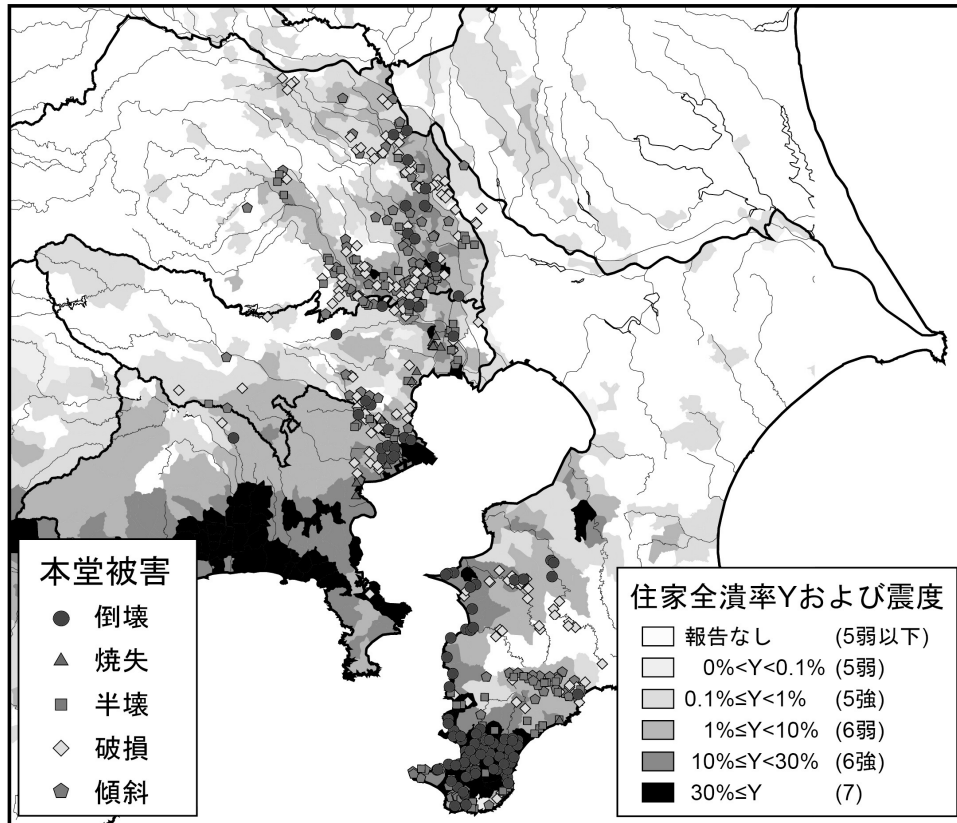 本堂被害
倒壊
焼失
半壊
破損
傾斜
住家全潰率Yおよび震度
報告なし (5弱以下)
0%<Y<0.1% (5弱)
0.1%≤Y<1% (5強)
1%≤Y<10% (6弱)
10%≤Y<30% (6強)
30%≤Y (7)